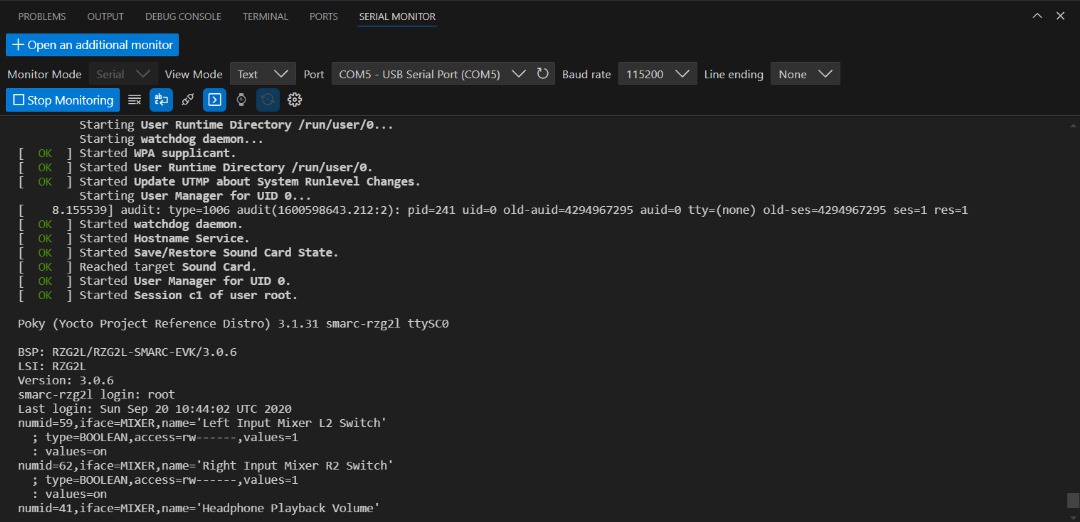 PROBLEMS OUTPUT DEBUG CONSOLE TERMINAL PORTS SERIAL MONITOR
+ Open an additional monitor
Monitor Mode Serial View Mode Text Port COM5 - USB Serial Port (COM5) Baud rate 115200 Line ending None
Stop Monitoring
Starting User Runtime Directory /run/user/0...
Starting watchdog daemon...
[ OK ] Started WPA supplicant.
[ OK ] Started User Runtime Directory /run/user/0.
[ OK ] Started Update UTMP about System Runlevel Changes.
Starting User Manager for UID 0...
[ 8.155539] audit: type=1006 audit(1600598643.212:2): pid=241 uid=0 old-auid=4294967295 auid=0 tty=(none) old-ses=4294967295 ses=1 res=1
[ OK ] Started watchdog daemon.
[ OK ] Started Hostname Service.
[ OK ] Started Save/Restore Sound Card State.
[ OK ] Reached target Sound Card.
[ OK ] Started User Manager for UID 0.
[ OK ] Started Session c1 of user root.
Poky (Yocto Project Reference Distro) 3.1.31 smarc-rzg2l ttySC0
BSP: RZG2L/RZG2L-SMARC-EVK/3.0.6
LSI: RZG2L
Version: 3.0.6
smarc-rzg2l login: root
Last login: Sun Sep 20 10:44:02 UTC 2020
numid=59,iface=MIXER,name='Left Input Mixer L2 Switch'
; type=BOOLEAN,access=rw------,values=1
: values=on
numid=62,iface=MIXER,name='Right Input Mixer R2 Switch'
; type=BOOLEAN,access=rw------,values=1
: values=on
numid=41,iface=MIXER,name='Headphone Playback Volume'